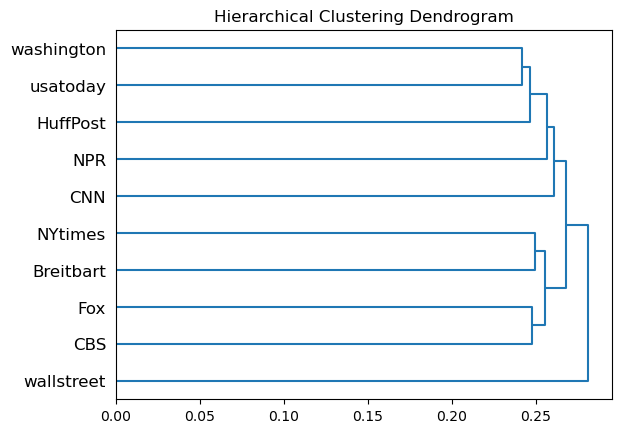 Hierarchical Clustering Dendrogram
washington
usatoday
HuffPost
NPR
CNN
NYtimes
Breitbart
Fox
CBS
wallstreet
0.00 0.05 0.10 0.15 0.20 0.25